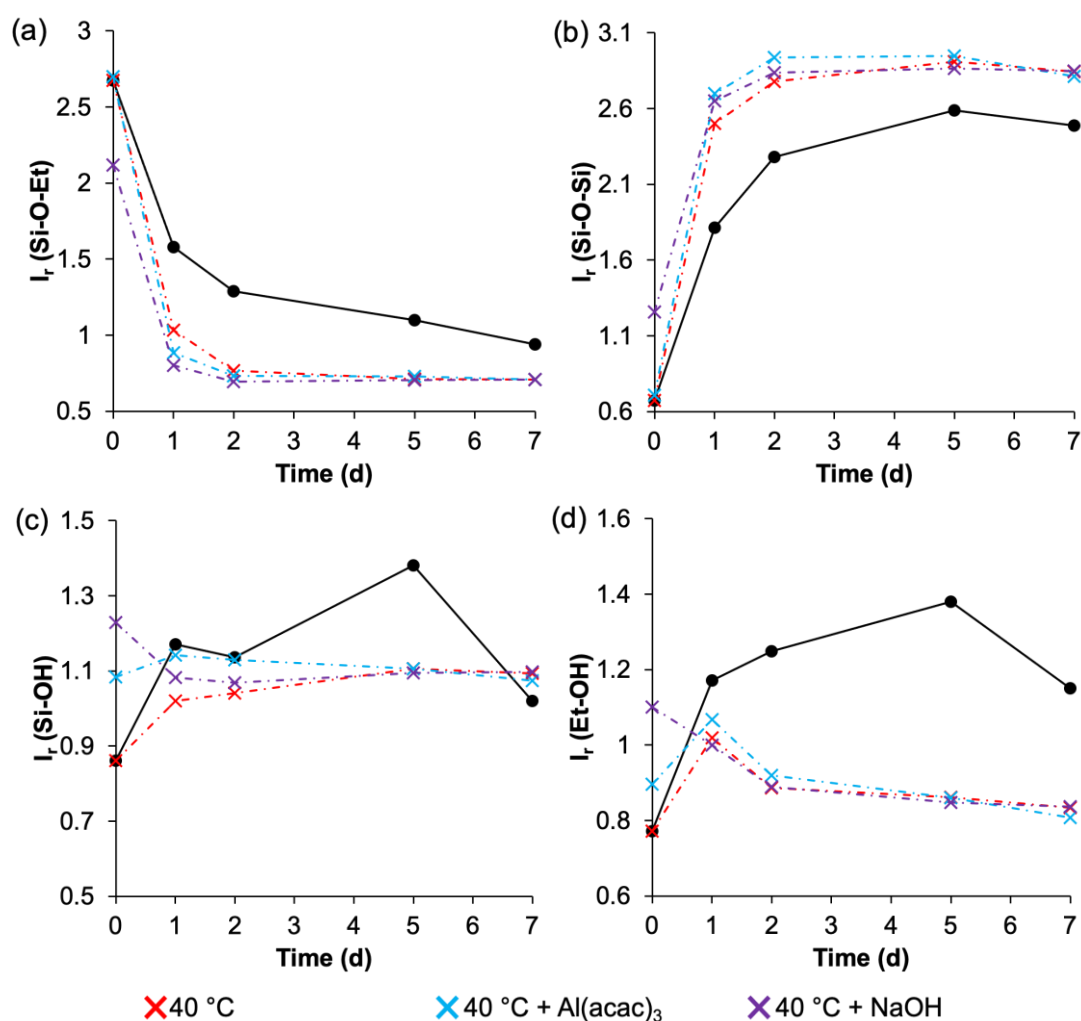 (a)
3
2.5
2
1.5
1
0.5
I_r (Si-O-Et)
0 1 2 3 4 5 6 7
Time (d)
(b)
3.1
2.6
2.1
1.6
1.1
0.6
I_r (Si-O-Si)
0 1 2 3 4 5 6 7
Time (d)
(c)
1.5
1.3
1.1
0.9
0.7
0.5
I_r (Si-OH)
0 1 2 3 4 5 6 7
Time (d)
(d)
1.6
1.4
1.2
1
0.8
0.6
I_r (Et-OH)
0 1 2 3 4 5 6 7
Time (d)
40 °C
40 °C + Al(acac)₃
40 °C + NaOH